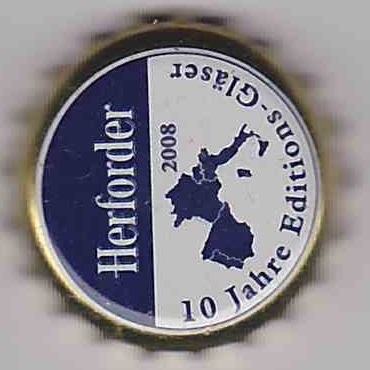 Herforder
2008
10 Jahre Editions-Gläser